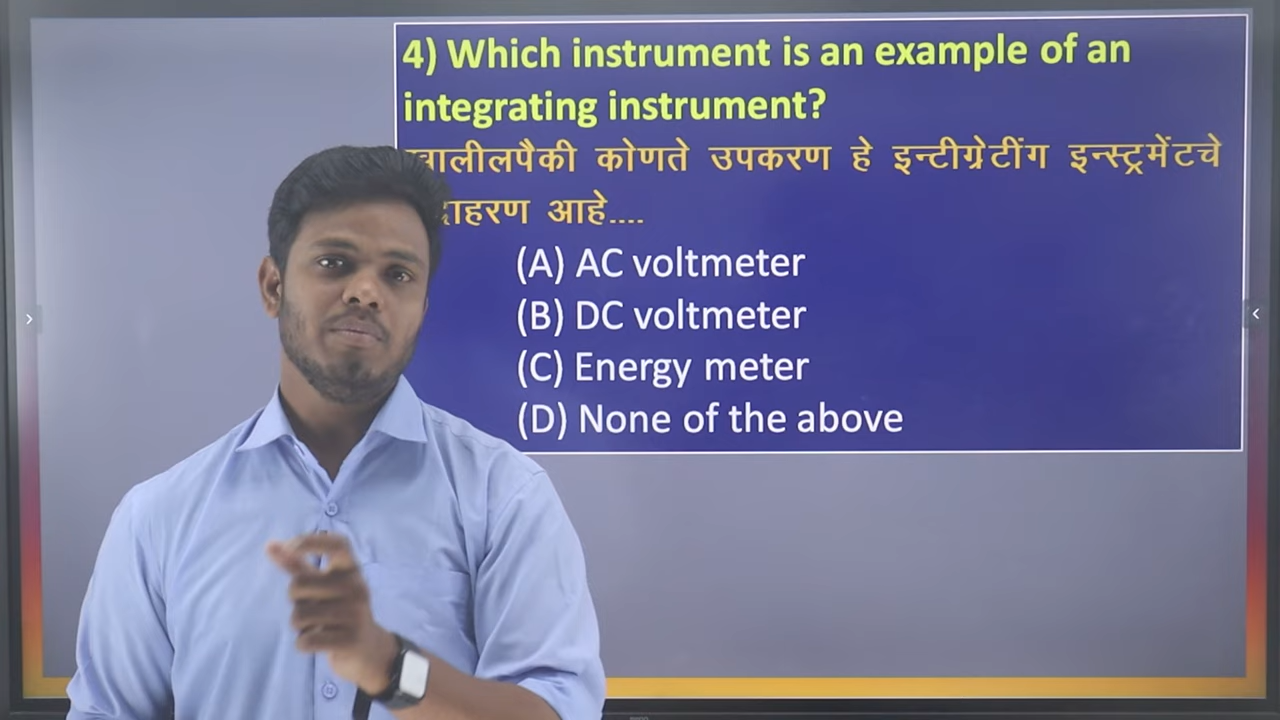 4) Which instrument is an example of an
integrating instrument?
कोणते उपकरण हे इन्टीग्रेटींग इन्स्ट्रमेंटचे
आहे....
(A) AC voltmeter
(B) DC voltmeter
(C) Energy meter
(D) None of the above